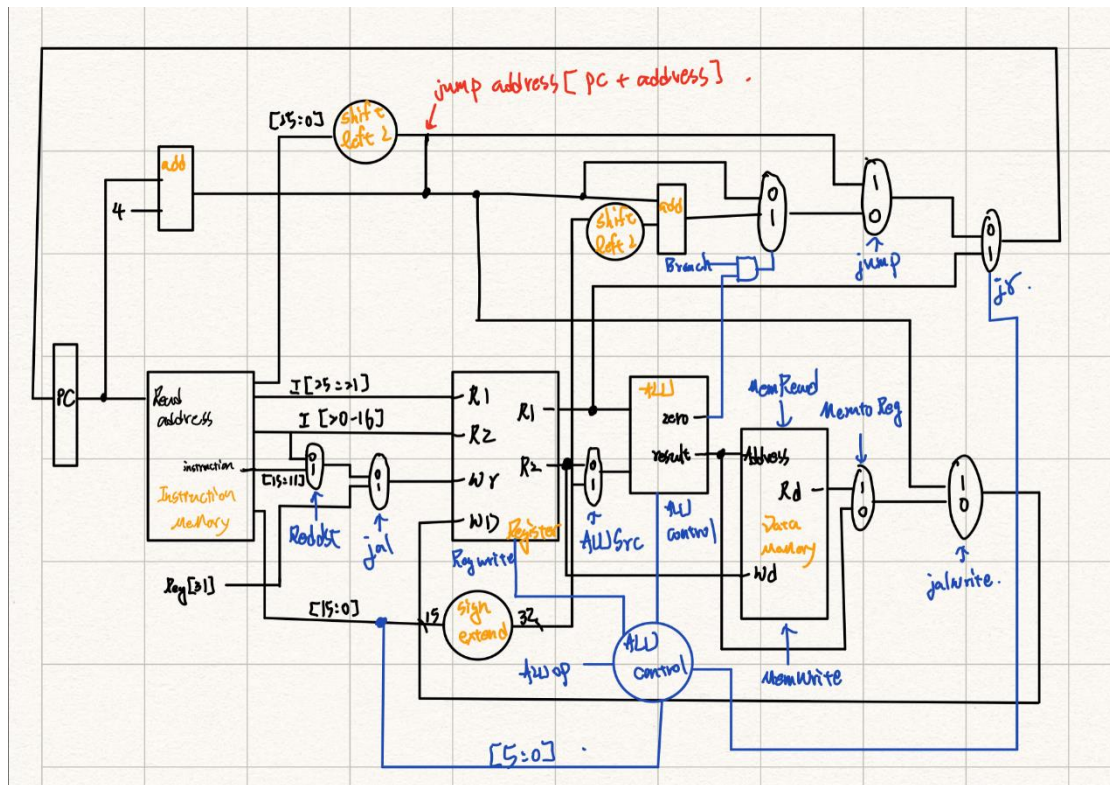 jump address [ PC + address ] .
[25:0]
shift left 2
add
4
shift left 2
add
0
1
1
0
0
1
Branch
jump
jr.
PC
Read address
instruction
Instruction Memory
I [25=21]
I [20-16]
[15=11]
0
1
Reddst
0
1
jal
Reg[31]
[15:0]
R1
R2
Wr
WD
R1
R2
Register
Regwrite
15
sign extend
32
0
1
ALUSrc
ALU
zero
result
ALU control
ALUop
ALU control
[5:0] .
MemRead
Address
Rd
Data Memory
Wd
MemWrite
MemtoReg
1
0
1
0
jalwrite.